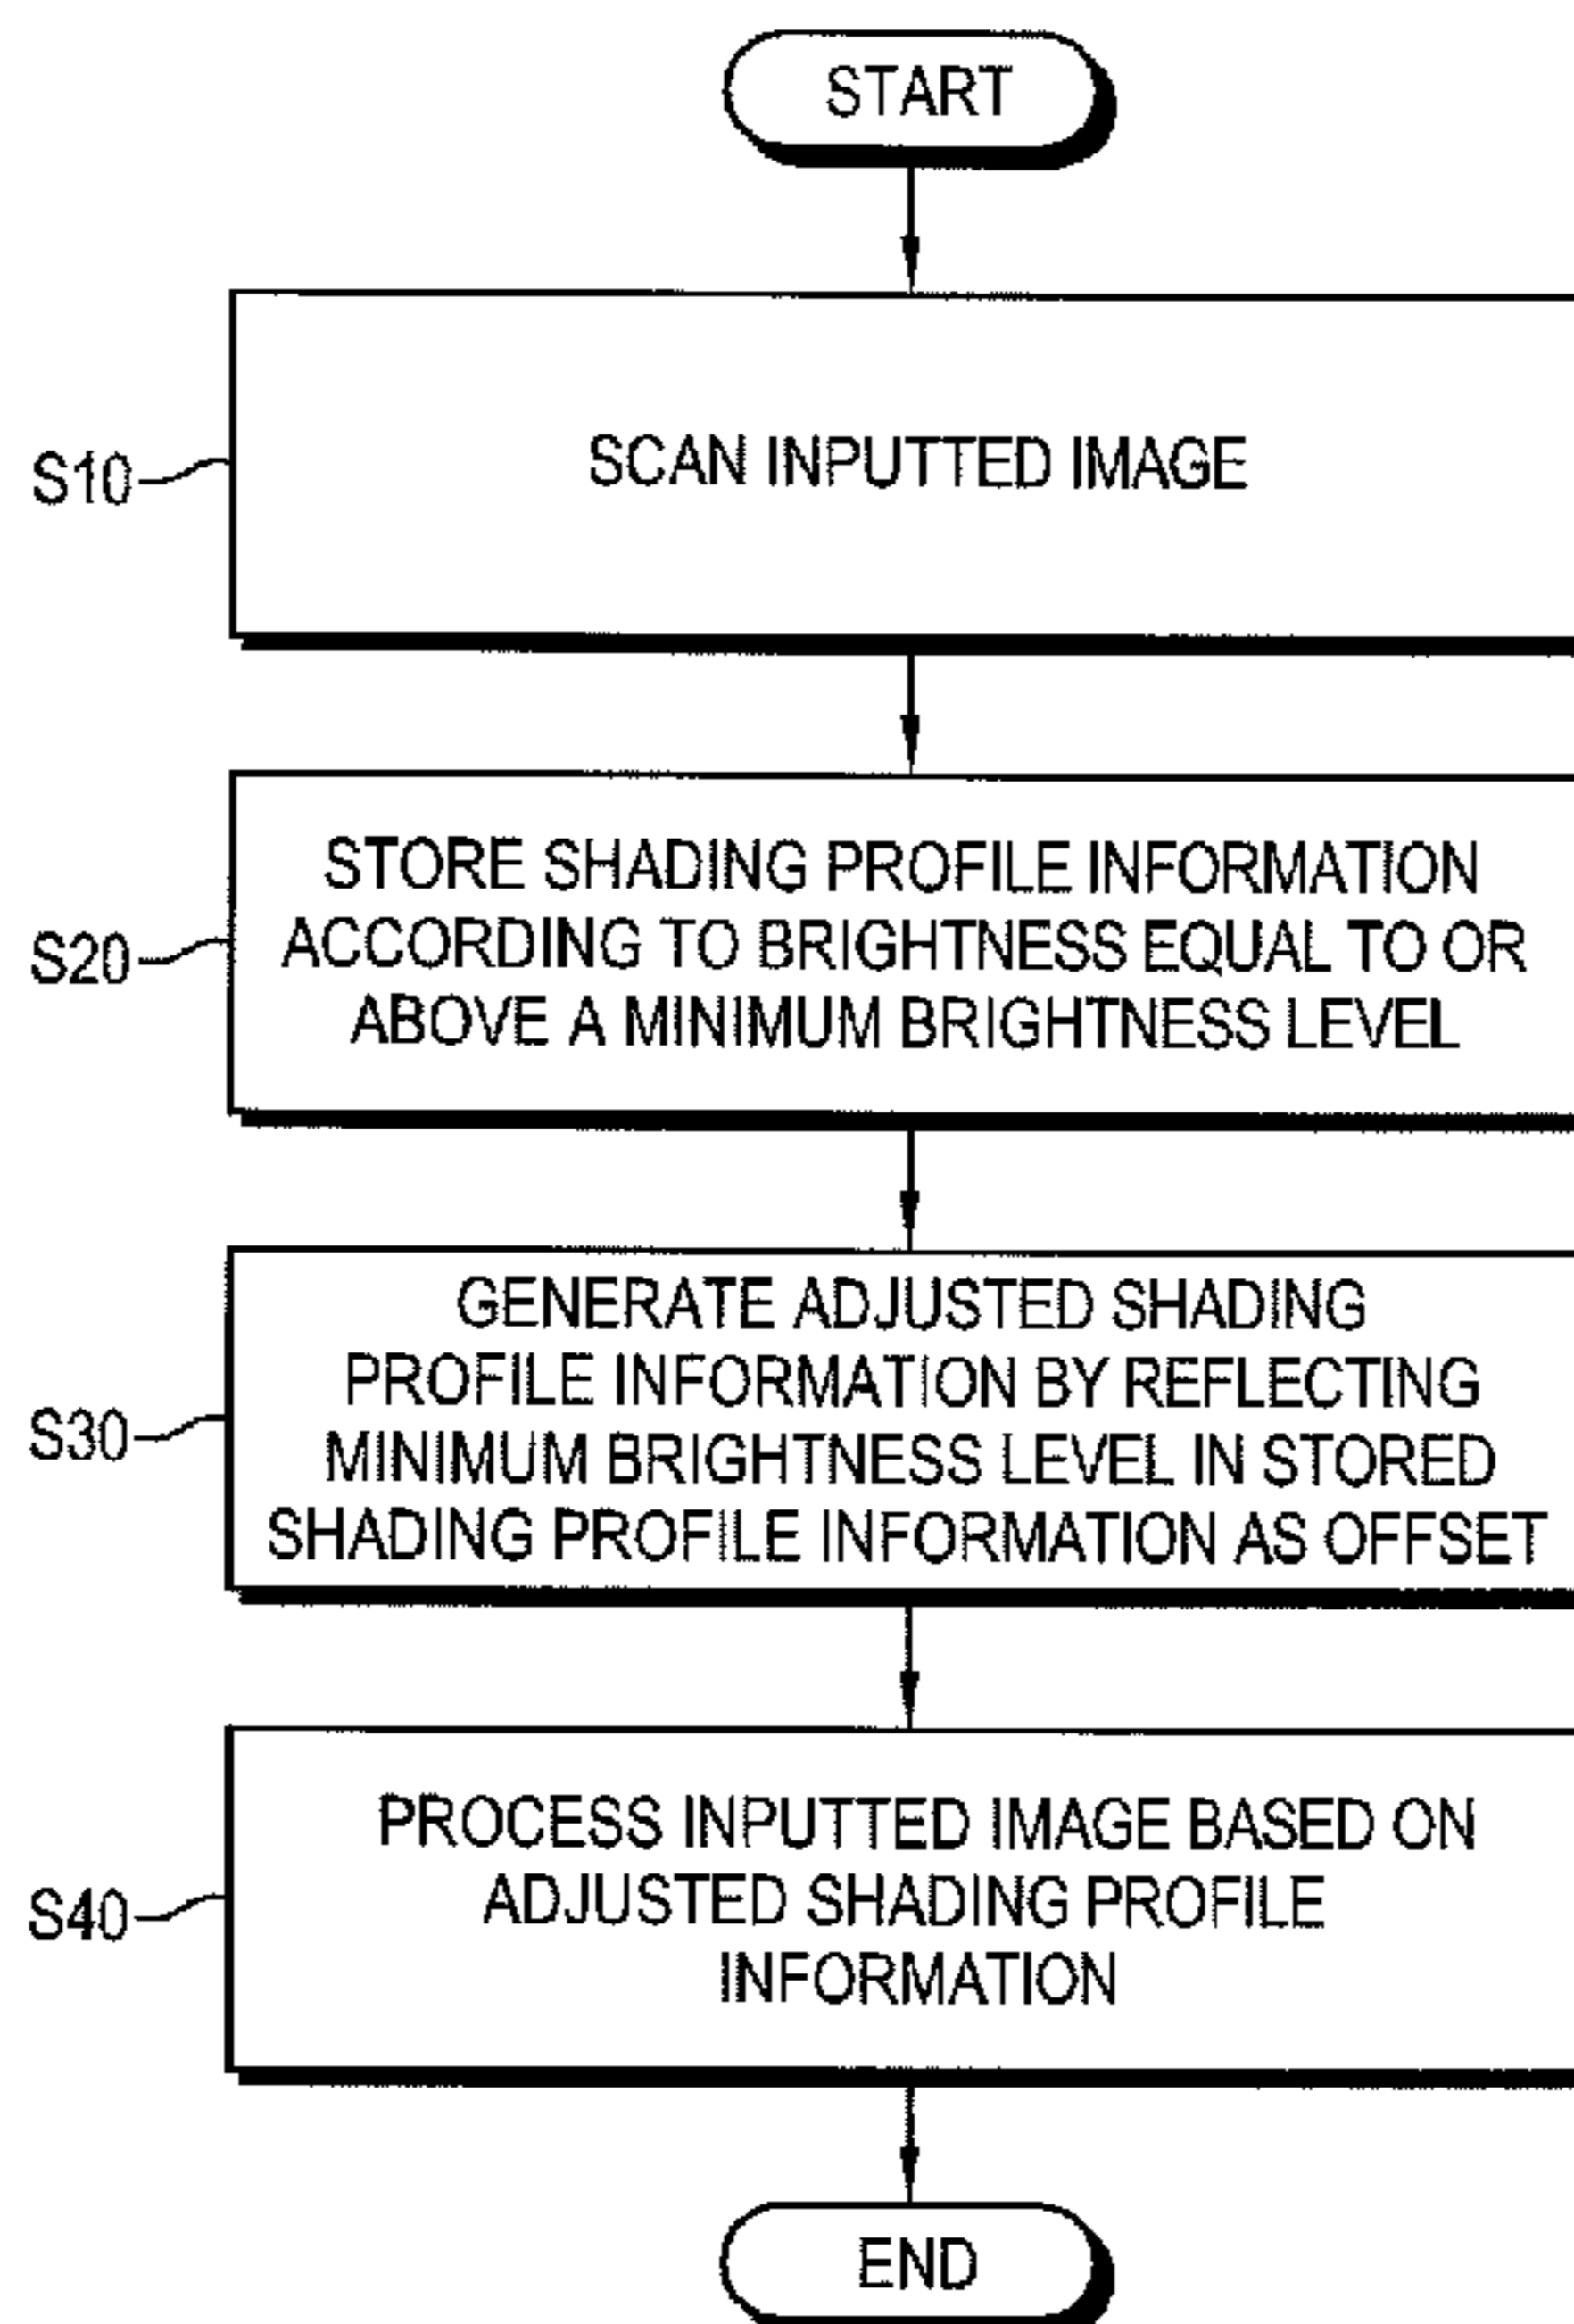 START
S10
SCAN INPUTTED IMAGE
S20
STORE SHADING PROFILE INFORMATION
ACCORDING TO BRIGHTNESS EQUAL TO OR
ABOVE A MINIMUM BRIGHTNESS LEVEL
S30
GENERATE ADJUSTED SHADING
PROFILE INFORMATION BY REFLECTING
MINIMUM BRIGHTNESS LEVEL IN STORED
SHADING PROFILE INFORMATION AS OFFSET
S40
PROCESS INPUTTED IMAGE BASED ON
ADJUSTED SHADING PROFILE
INFORMATION
END